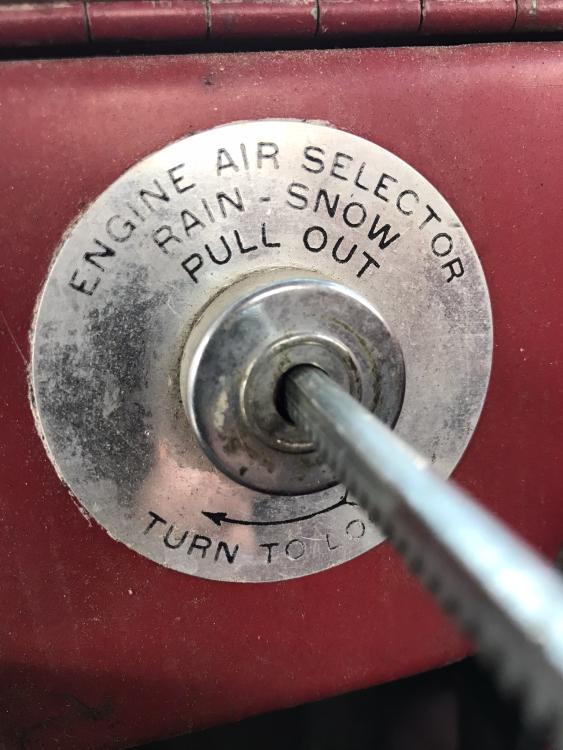 ENGINE AIR SELECTOR
RAIN - SNOW
PULL OUT
TURN TO LO